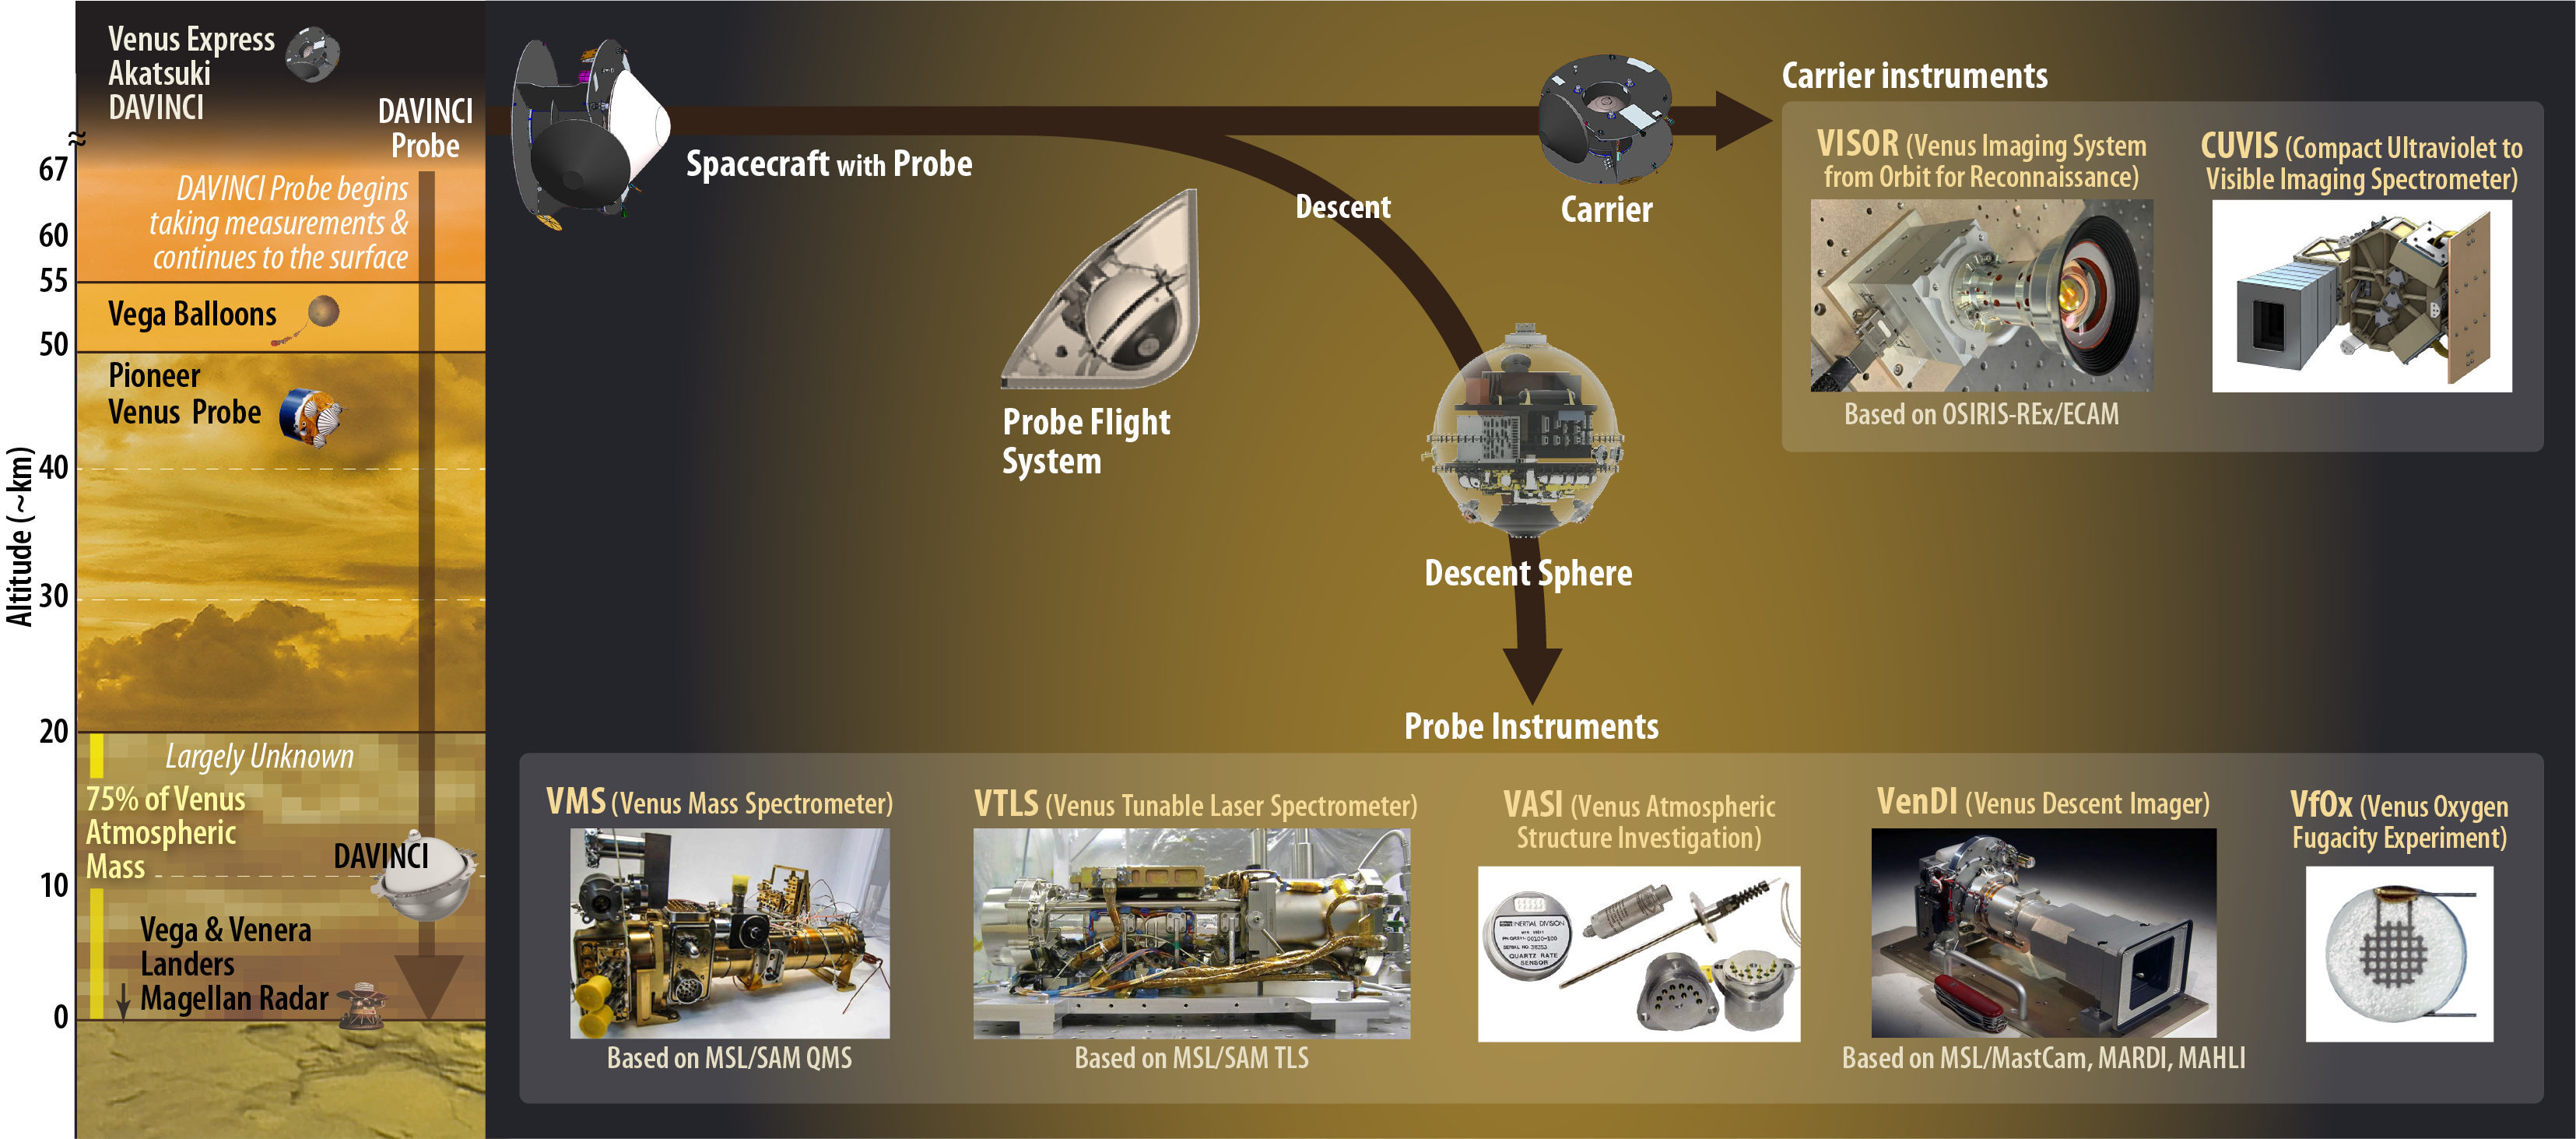 Venus Express
Akatsuki
DAVINCI
DAVINCI
Probe
≈
67
DAVINCI Probe begins
taking measurements &
continues to the surface
60
55
Vega Balloons
50
Pioneer
Venus Probe
40
Altitude (~km)
30
20
Largely Unknown
75% of Venus
Atmospheric
Mass
DAVINCI
10
Vega & Venera
Landers
Magellan Radar
0
Spacecraft with Probe
Descent
Carrier
Probe Flight
System
Descent Sphere
Carrier instruments
VISOR (Venus Imaging System
from Orbit for Reconnaissance)
Based on OSIRIS-REx/ECAM
CUVIS (Compact Ultraviolet to
Visible Imaging Spectrometer)
Probe Instruments
VMS (Venus Mass Spectrometer)
Based on MSL/SAM QMS
VTLS (Venus Tunable Laser Spectrometer)
Based on MSL/SAM TLS
VASI (Venus Atmospheric
Structure Investigation)
INERTIAL DIVISION
QUARTZ RATE
SENSOR
VenDI (Venus Descent Imager)
Based on MSL/MastCam, MARDI, MAHLI
VfOx (Venus Oxygen
Fugacity Experiment)